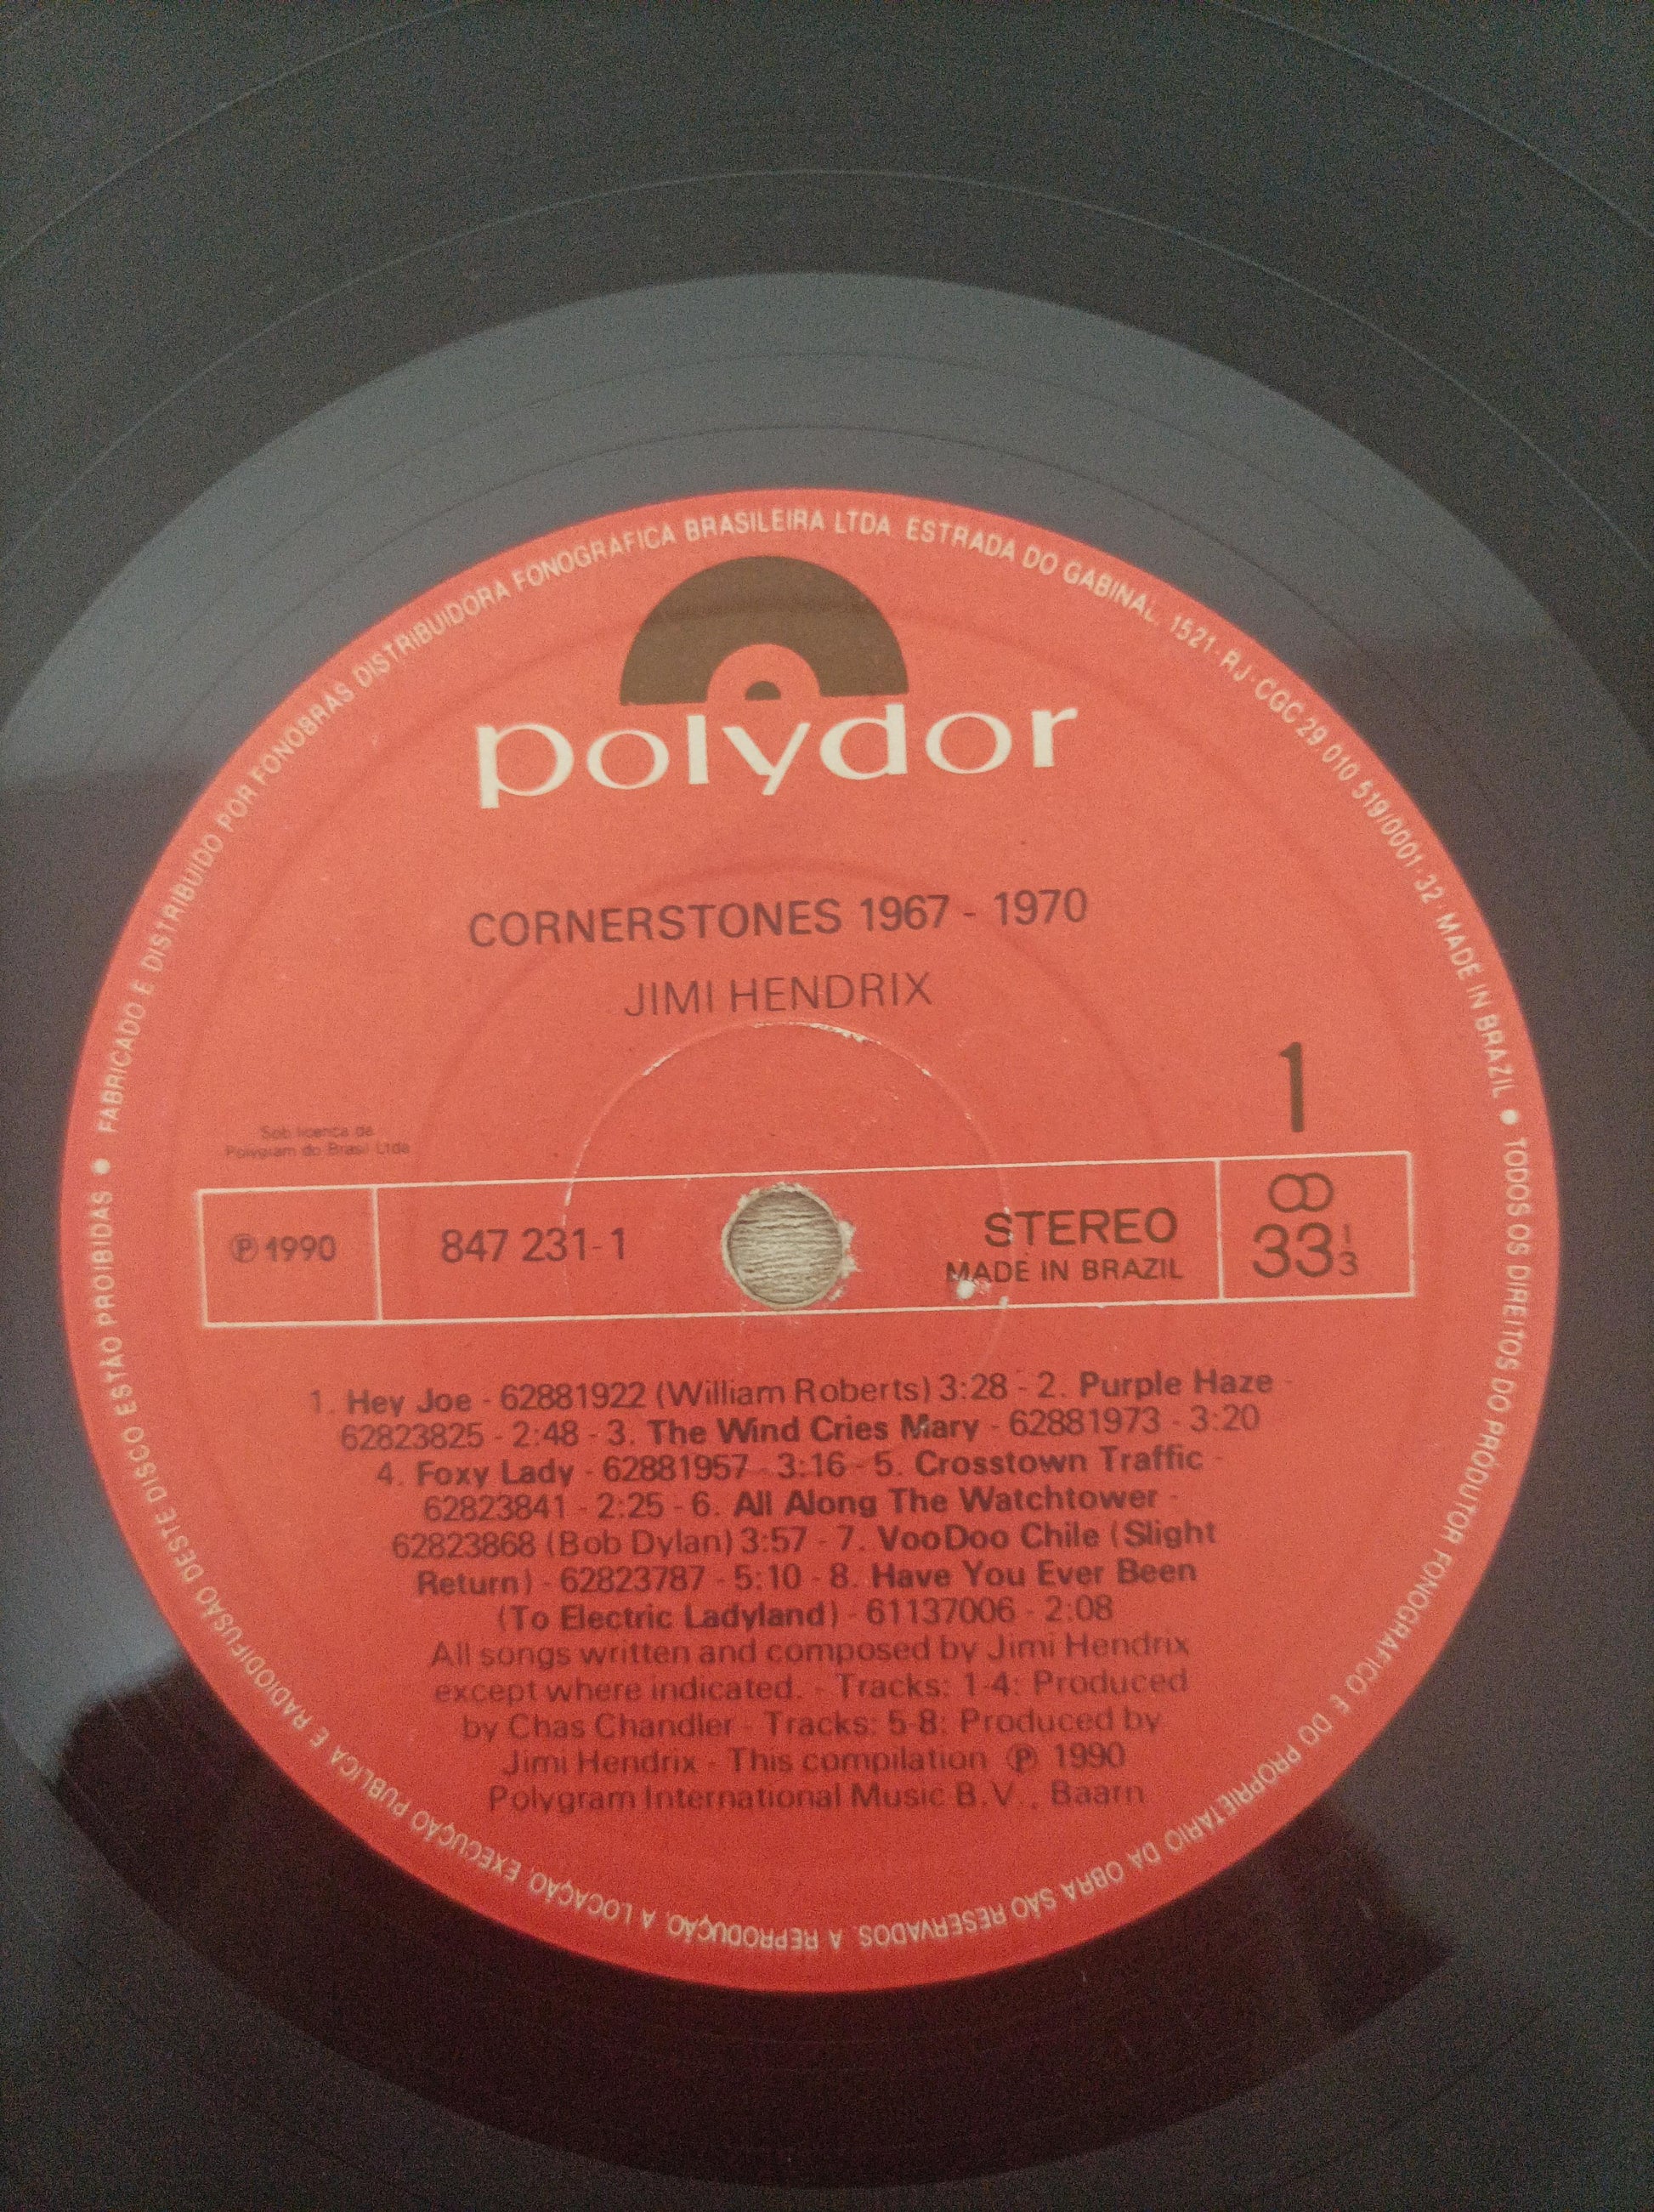 FABRICADO E DISTRIBUIDO POR FONOBRÁS DISTRIBUIDORA FONOGRÁFICA BRASILEIRA LTDA ESTRADA DO GABINAL, 1521-RJ-CGC 29 010 519/0001-32 MADE IN BRAZIL • TODOS OS DIREITOS DO PRODUTOR FONOGRÁFICO E DO PROPRIETÁRIO DA OBRA SÃO RESERVADOS. A REPRODUÇÃO, A LOCAÇÃO, EXECUÇÃO PÚBLICA E RADIODIFUSÃO DESTE DISCO ESTÃO PROIBIDAS •
polydor
CORNERSTONES 1967 - 1970
JIMI HENDRIX
1
Sob licença da
Polygram do Brasil Ltda
℗ 1990
847 231-1
STEREO
MADE IN BRAZIL
33 1/3
1. Hey Joe - 62881922 (William Roberts) 3:28 - 2. Purple Haze -
62823825 - 2:48 - 3. The Wind Cries Mary - 62881973 - 3:20
4. Foxy Lady - 62881957 - 3:16 - 5. Crosstown Traffic -
62823841 - 2:25 - 6. All Along The Watchtower -
62823868 (Bob Dylan) 3:57 - 7. VooDoo Chile (Slight
Return) - 62823787 - 5:10 - 8. Have You Ever Been
(To Electric Ladyland) - 61137006 - 2:08
All songs written and composed by Jimi Hendrix
except where indicated. - Tracks: 1-4: Produced
by Chas Chandler - Tracks: 5-8: Produced by
Jimi Hendrix - This compilation ℗ 1990
Polygram International Music B.V., Baarn